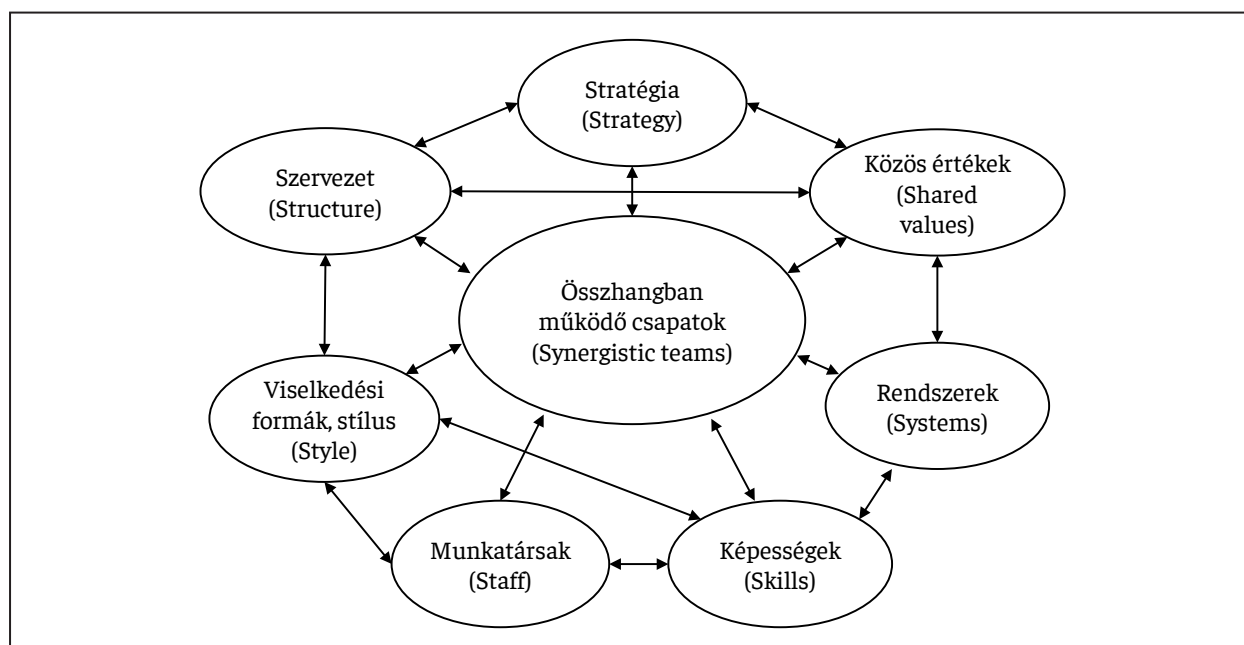 Stratégia
(Strategy)
Szervezet
(Structure)
Közös értékek
(Shared
values)
Összhangban
működő csapatok
(Synergistic teams)
Viselkedési
formák, stílus
(Style)
Rendszerek
(Systems)
Munkatársak
(Staff)
Képességek
(Skills)